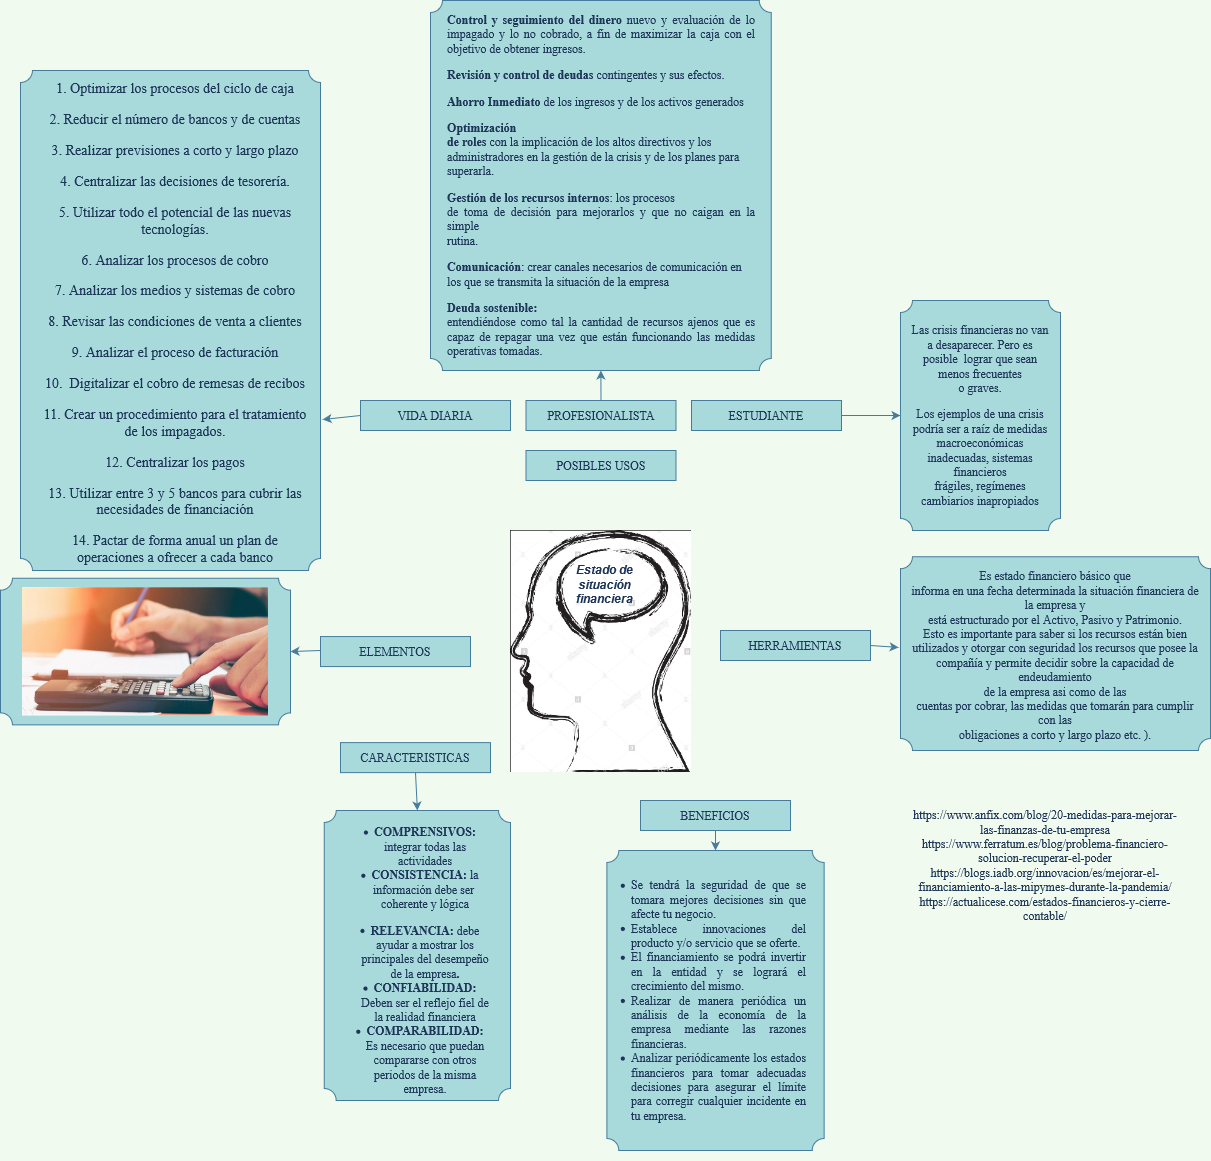 Control y seguimiento del dinero nuevo y evaluación de lo
impagado y lo no cobrado, a fin de maximizar la caja con el
objetivo de obtener ingresos.
Revisión y control de deudas contingentes y sus efectos.
Ahorro Inmediato de los ingresos y de los activos generados
Optimización
de roles con la implicación de los altos directivos y los
administradores en la gestión de la crisis y de los planes para
superarla.
Gestión de los recursos internos: los procesos
de toma de decisión para mejorarlos y que no caigan en la
simple
rutina.
Comunicación: crear canales necesarios de comunicación en
los que se transmita la situación de la empresa
Deuda sostenible:
entendiéndose como tal la cantidad de recursos ajenos que es
capaz de repagar una vez que están funcionando las medidas
operativas tomadas.
1. Optimizar los procesos del ciclo de caja
2. Reducir el número de bancos y de cuentas
3. Realizar previsiones a corto y largo plazo
4. Centralizar las decisiones de tesorería.
5. Utilizar todo el potencial de las nuevas
tecnologías.
6. Analizar los procesos de cobro
7. Analizar los medios y sistemas de cobro
8. Revisar las condiciones de venta a clientes
9. Analizar el proceso de facturación
10. Digitalizar el cobro de remesas de recibos
11. Crear un procedimiento para el tratamiento
de los impagados.
12. Centralizar los pagos
13. Utilizar entre 3 y 5 bancos para cubrir las
necesidades de financiación
14. Pactar de forma anual un plan de
operaciones a ofrecer a cada banco
VIDA DIARIA
PROFESIONALISTA
ESTUDIANTE
POSIBLES USOS
Las crisis financieras no van
a desaparecer. Pero es
posible lograr que sean
menos frecuentes
o graves.
Los ejemplos de una crisis
podría ser a raíz de medidas
macroeconómicas
inadecuadas, sistemas
financieros
frágiles, regímenes
cambiarios inapropiados
Estado de
situación
financiera
ELEMENTOS
HERRAMIENTAS
Es estado financiero básico que
informa en una fecha determinada la situación financiera de
la empresa y
está estructurado por el Activo, Pasivo y Patrimonio.
Esto es importante para saber si los recursos están bien
utilizados y otorgar con seguridad los recursos que posee la
compañía y permite decidir sobre la capacidad de
endeudamiento
de la empresa asi como de las
cuentas por cobrar, las medidas que tomarán para cumplir
con las
obligaciones a corto y largo plazo etc. ).
CARACTERISTICAS
• COMPRENSIVOS:
integrar todas las
actividades
• CONSISTENCIA: la
información debe ser
coherente y lógica
• RELEVANCIA: debe
ayudar a mostrar los
principales del desempeño
de la empresa.
• CONFIABILIDAD:
Deben ser el reflejo fiel de
la realidad financiera
• COMPARABILIDAD:
Es necesario que puedan
compararse con otros
periodos de la misma
empresa.
BENEFICIOS
• Se tendrá la seguridad de que se
tomara mejores decisiones sin que
afecte tu negocio.
• Establece innovaciones del
producto y/o servicio que se oferte.
• El financiamiento se podrá invertir
en la entidad y se logrará el
crecimiento del mismo.
• Realizar de manera periódica un
análisis de la economía de la
empresa mediante las razones
financieras.
• Analizar periódicamente los estados
financieros para tomar adecuadas
decisiones para asegurar el límite
para corregir cualquier incidente en
tu empresa.
https://www.anfix.com/blog/20-medidas-para-mejorar-
las-finanzas-de-tu-empresa
https://www.ferratum.es/blog/problema-financiero-
solucion-recuperar-el-poder
https://blogs.iadb.org/innovacion/es/mejorar-el-
financiamiento-a-las-mipymes-durante-la-pandemia/
https://actualicese.com/estados-financieros-y-cierre-
contable/